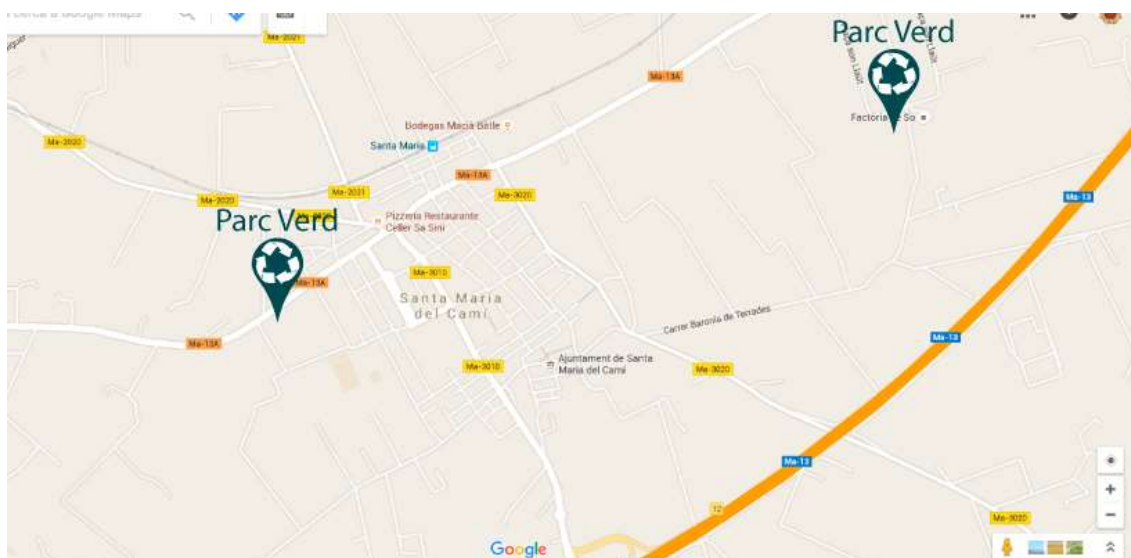 cerca a Google Maps
Ma-2021
Parc Verd
Ma-13A
Bodegas Macià Batle
Factoria de So
Santa Maria
Ma-2020
Ma-13A
Ma-2021
Ma-3020
Ma-13
Ma-2020
Parc Verd
Pizzeria Restaurante
Celler Sa Sini
Ma-3010
Ma-13A
Santa Maria
del Camí
Carrer Baronia de Terrades
Ma-13
Ma-13A
Ajuntament de Santa
Maria del Camí
Ma-3010
Ma-3020
Ma-13
12
Ma-3020
Google